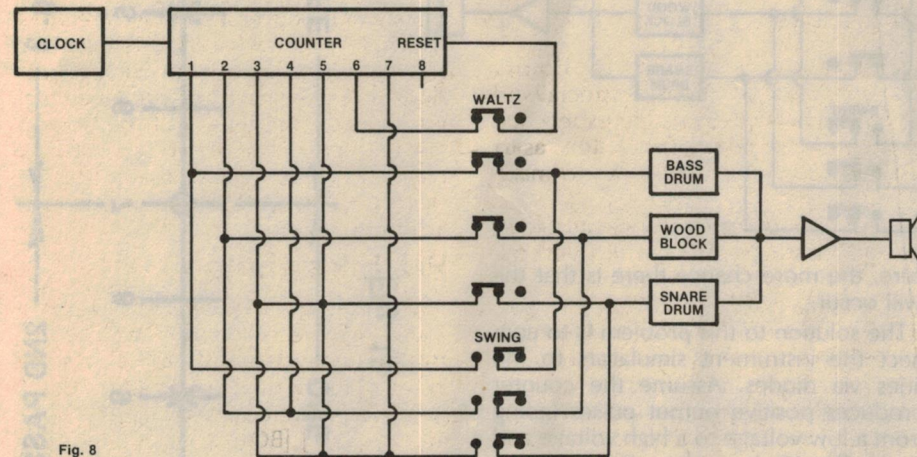 CLOCK
COUNTER
RESET
1 2 3 4 5 6 7 8
WALTZ
BASS
DRUM
WOOD
BLOCK
SNARE
DRUM
SWING
Fig. 8